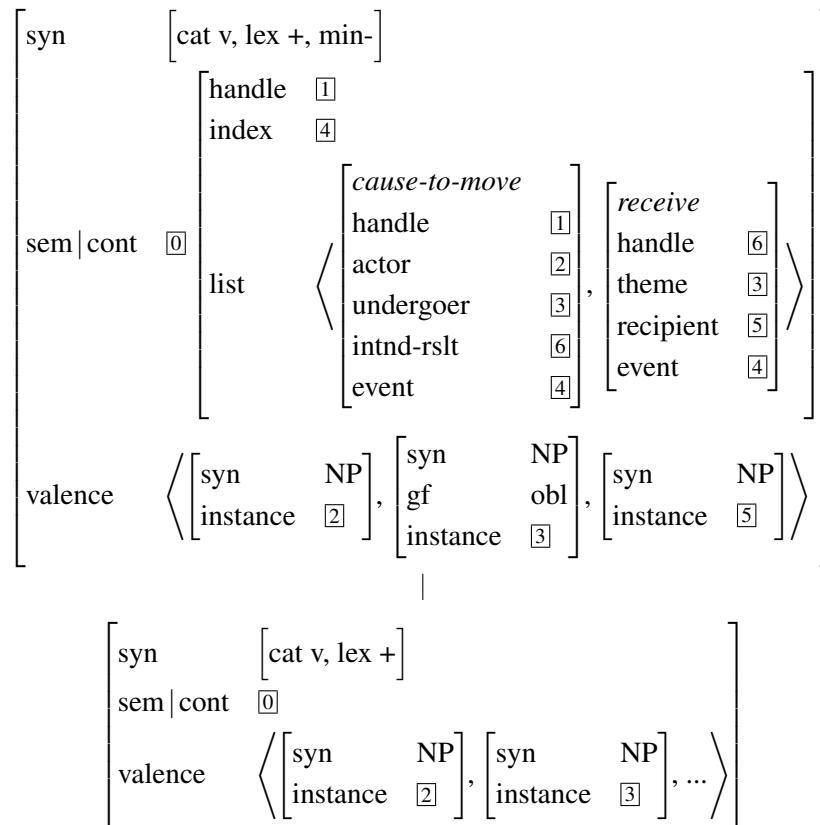 syn [cat v, lex +, min-]
handle 1
index 4
cause-to-move
receive
handle 1
handle 6
sem|cont 0
actor 2
list ⟨ , ⟩
theme 3
undergoer 3
recipient 5
intnd-rslt 6
event 4
event 4
syn NP
syn NP
syn NP
valence ⟨ , gf obl , ⟩
instance 2
instance 5
instance 3
|
syn [cat v, lex +]
sem|cont 0
syn NP
syn NP
valence ⟨ , , ... ⟩
instance 2
instance 3